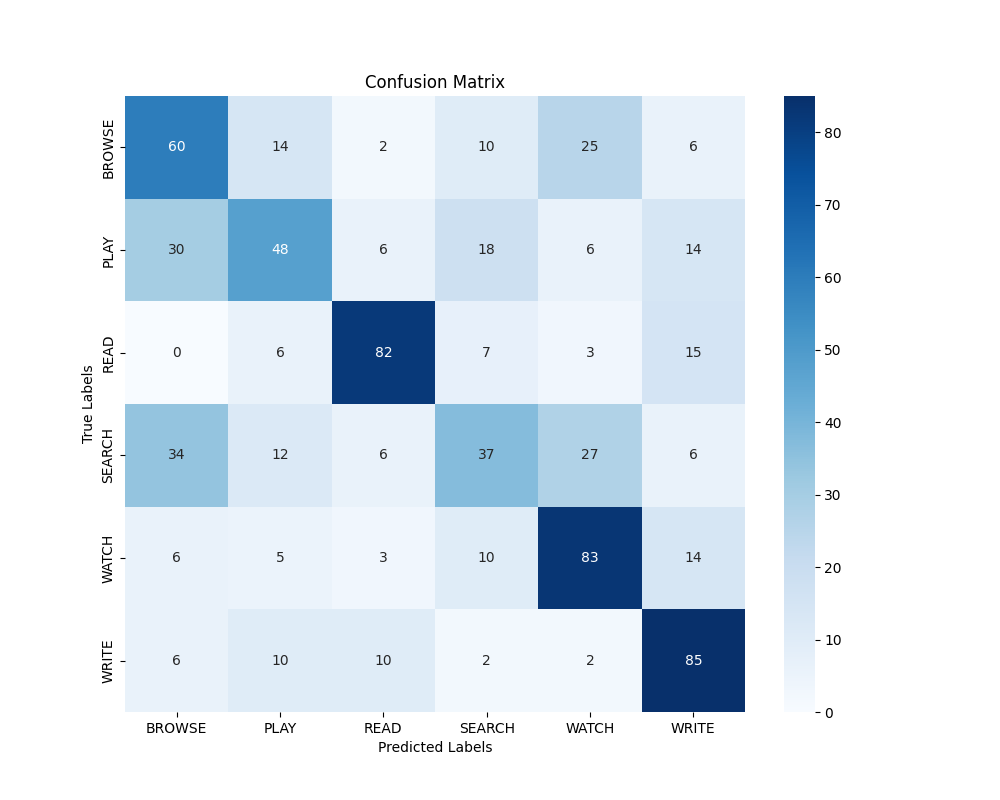 Confusion Matrix
True Labels
BROWSE 60 14 2 10 25 6
PLAY 30 48 6 18 6 14
READ 0 6 82 7 3 15
SEARCH 34 12 6 37 27 6
WATCH 6 5 3 10 83 14
WRITE 6 10 10 2 2 85
BROWSE PLAY READ SEARCH WATCH WRITE
Predicted Labels
80
70
60
50
40
30
20
10
0